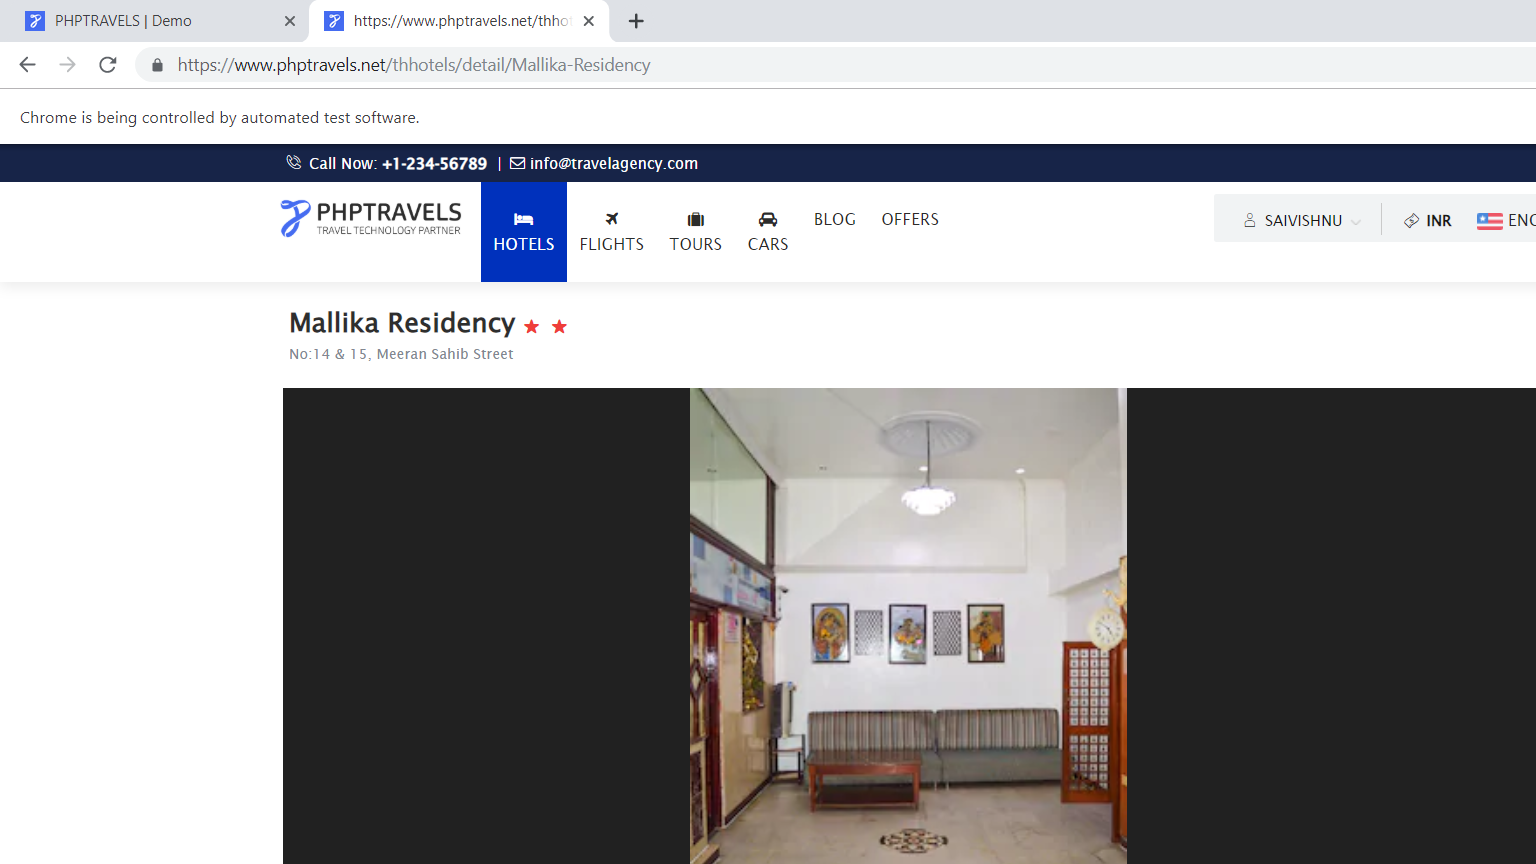 PHPTRAVELS | Demo
https://www.phptravels.net/thhot
https://www.phptravels.net/thhotels/detail/Mallika-Residency
Chrome is being controlled by automated test software.
Call Now: +1-234-56789 | info@travelagency.com
PHPTRAVELS
TRAVEL TECHNOLOGY PARTNER
HOTELS
FLIGHTS
TOURS
CARS
BLOG
OFFERS
SAIVISHNU
INR
ENG
Mallika Residency
No:14 & 15, Meeran Sahib Street